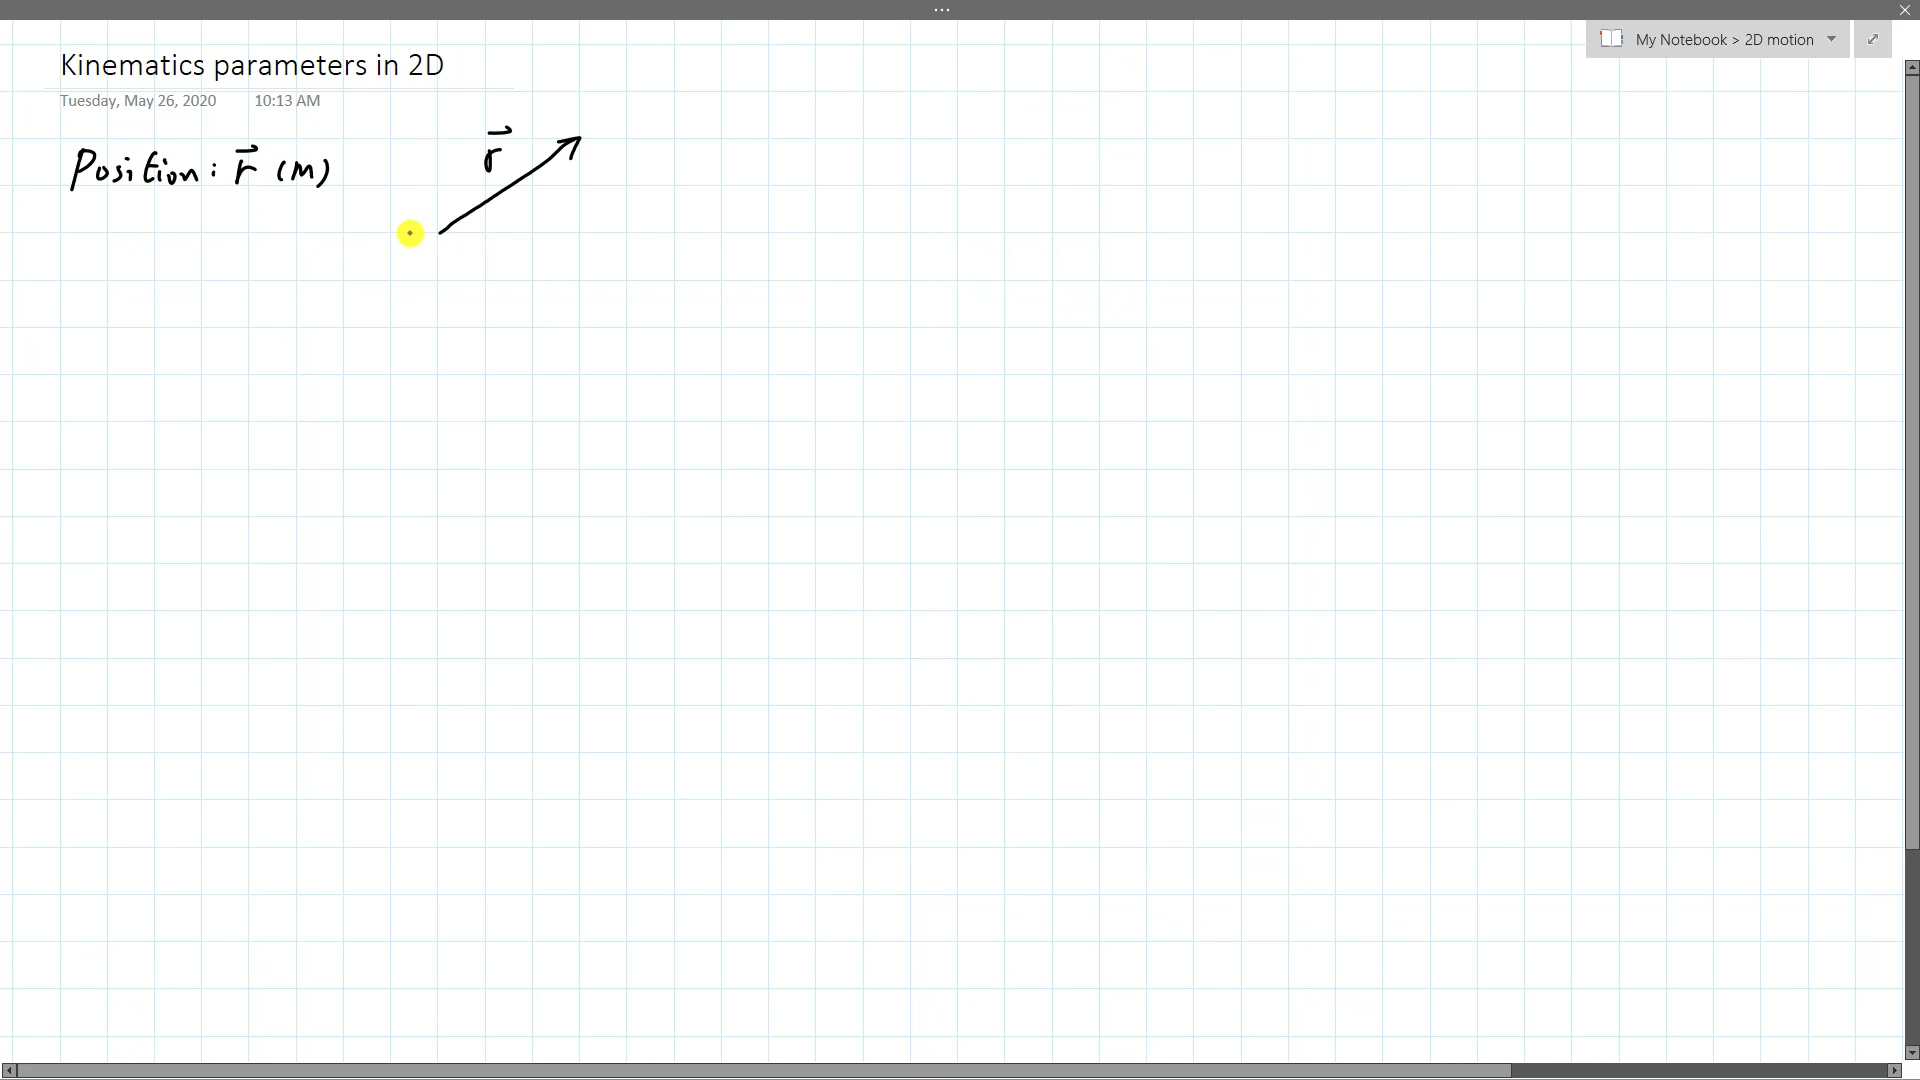 My Notebook > 2D motion
Kinematics parameters in 2D
Tuesday, May 26, 2020 10:13 AM
Position: r⃗ (m)
r⃗